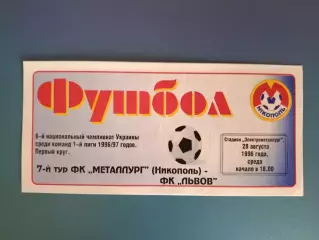 Футбол
М
НИКОПОЛЬ
6-й национальный чемпионат Украины
среди команд 1-й лиги 1996/97 годов.
Первый круг.
Стадион „Электрометаллург"
28 августа
1996 года,
среда
начало в 18.00
7-й тур ФК „МЕТАЛЛУРГ" (Никополь) -
ФК „ЛЬВОВ"